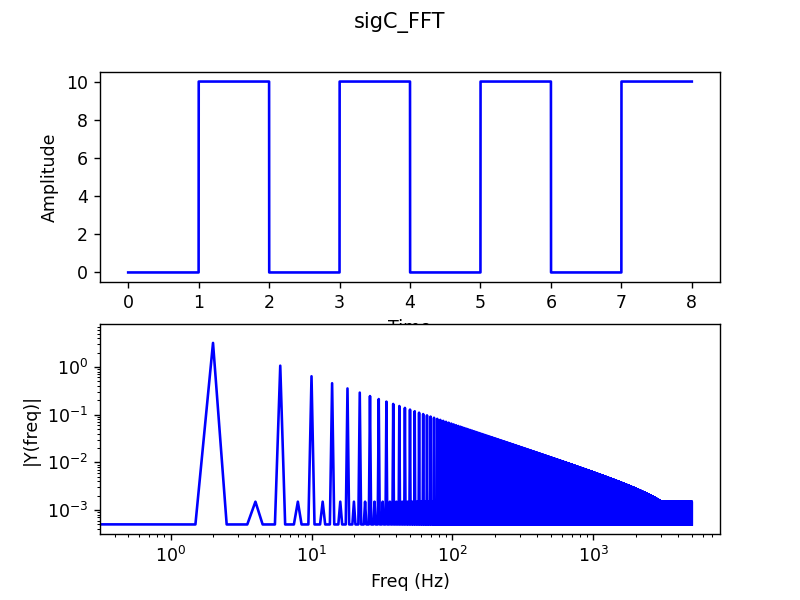 sigC_FFT
10
8
6
4
2
0
Amplitude
0 1 2 3 4 5 6 7 8
10⁰
10⁻¹
10⁻²
10⁻³
|Y(freq)|
10⁰ 10¹ 10² 10³
Freq (Hz)